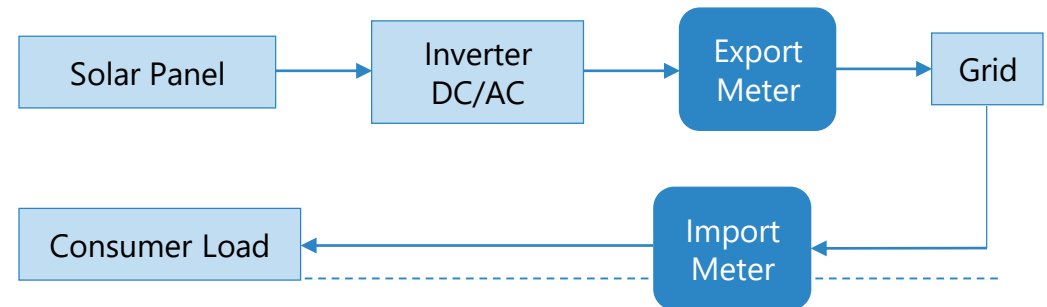 Solar Panel
Inverter
DC/AC
Export
Meter
Grid
Consumer Load
Import
Meter